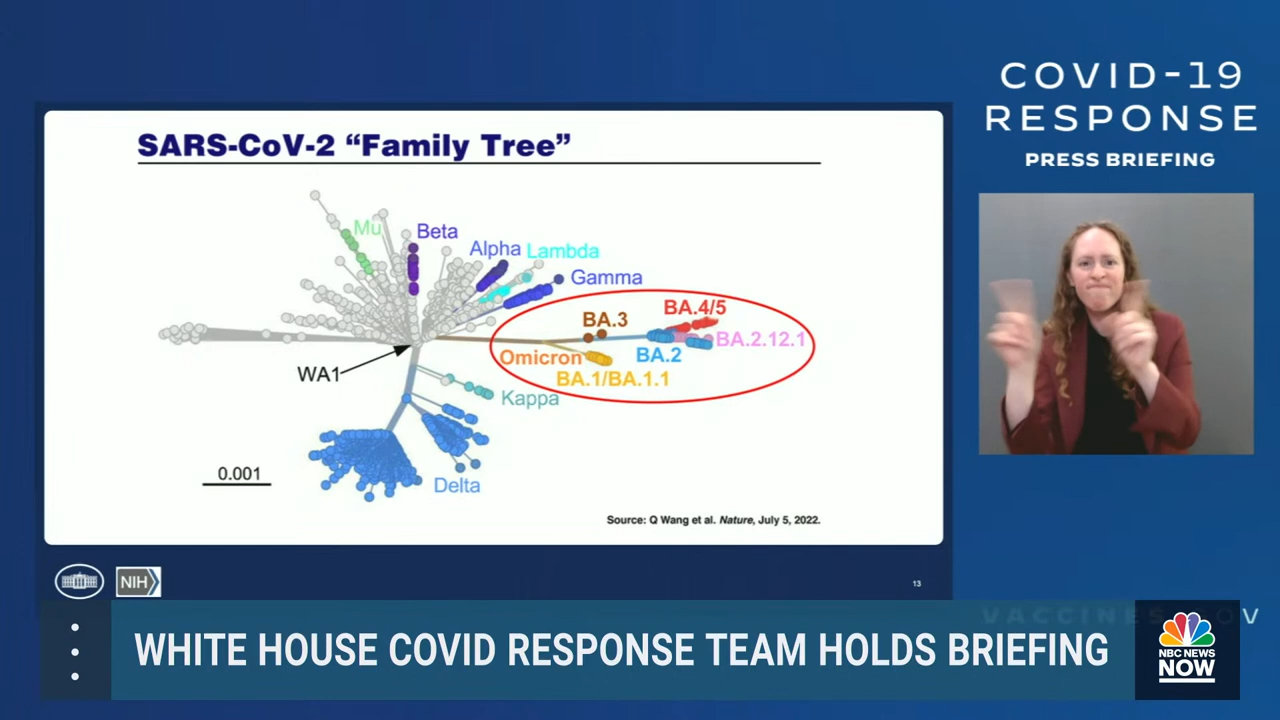 COVID-19
RESPONSE
PRESS BRIEFING
SARS-CoV-2 “Family Tree”
Mu
Beta
Alpha
Lambda
Gamma
BA.4/5
BA.3
BA.2.12.1
Omicron
BA.2
WA1
BA.1/BA.1.1
Kappa
0.001
Delta
Source: Q Wang et al. Nature, July 5, 2022.
NIH
13
VACCINES.GOV
WHITE HOUSE COVID RESPONSE TEAM HOLDS BRIEFING
NBC NEWS
NOW